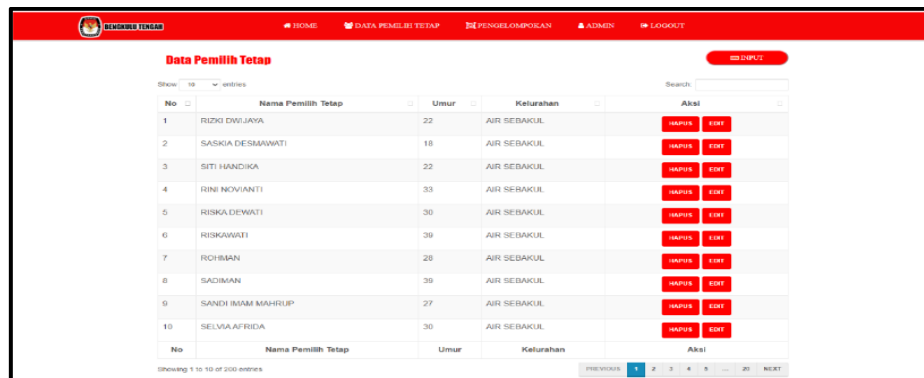 BENGKULU TENGAH HOME DATA PEMILIH TETAP PENGELOMPOKAN ADMIN LOGOUT
Data Pemilih Tetap INPUT
Show 10 entries Search:
No Nama Pemilih Tetap Umur Kelurahan Aksi
1 RIZKI DWIJAYA 22 AIR SEBAKUL HAPUS EDIT
2 SASKIA DESMAWATI 18 AIR SEBAKUL HAPUS EDIT
3 SITI HANDIKA 22 AIR SEBAKUL HAPUS EDIT
4 RINI NOVIANTI 33 AIR SEBAKUL HAPUS EDIT
5 RISKA DEWATI 30 AIR SEBAKUL HAPUS EDIT
6 RISKAWATI 39 AIR SEBAKUL HAPUS EDIT
7 ROHMAN 28 AIR SEBAKUL HAPUS EDIT
8 SADIMAN 39 AIR SEBAKUL HAPUS EDIT
9 SANDI IMAM MAHRUP 27 AIR SEBAKUL HAPUS EDIT
10 SELVIA AFRIDA 30 AIR SEBAKUL HAPUS EDIT
No Nama Pemilih Tetap Umur Kelurahan Aksi
Showing 1 to 10 of 200 entries PREVIOUS 1 2 3 4 5 ... 20 NEXT